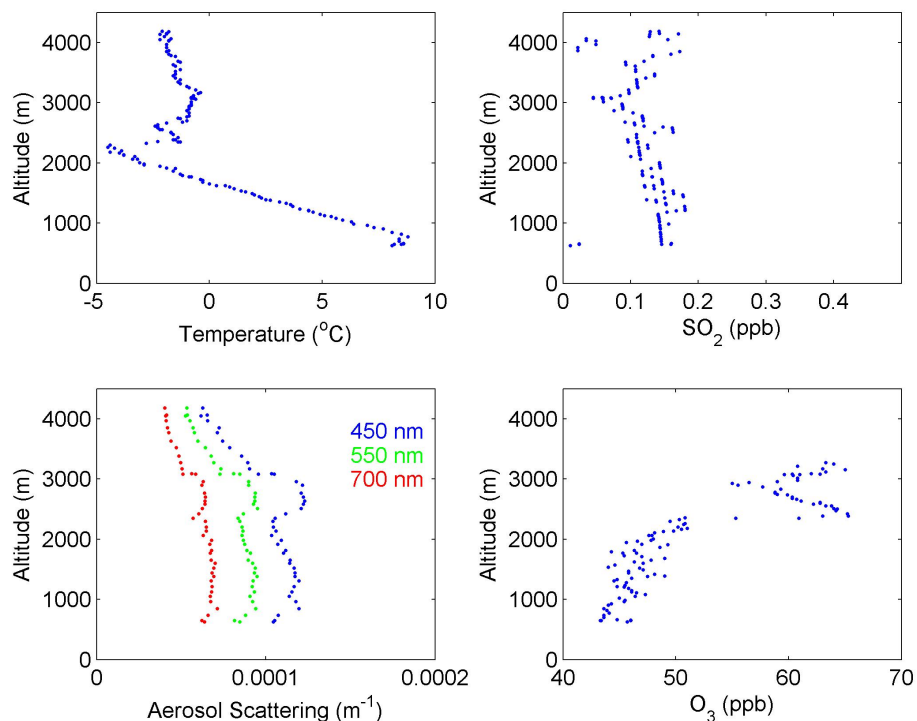 4000
3000
2000
1000
0
-5 0 5 10
Altitude (m)
Temperature (°C)
4000
3000
2000
1000
0
0 0.1 0.2 0.3 0.4
Altitude (m)
SO2 (ppb)
4000
3000
2000
1000
0
0 0.0001 0.0002
Altitude (m)
450 nm
550 nm
700 nm
Aerosol Scattering (m-1)
4000
3000
2000
1000
0
40 50 60 70
Altitude (m)
O3 (ppb)